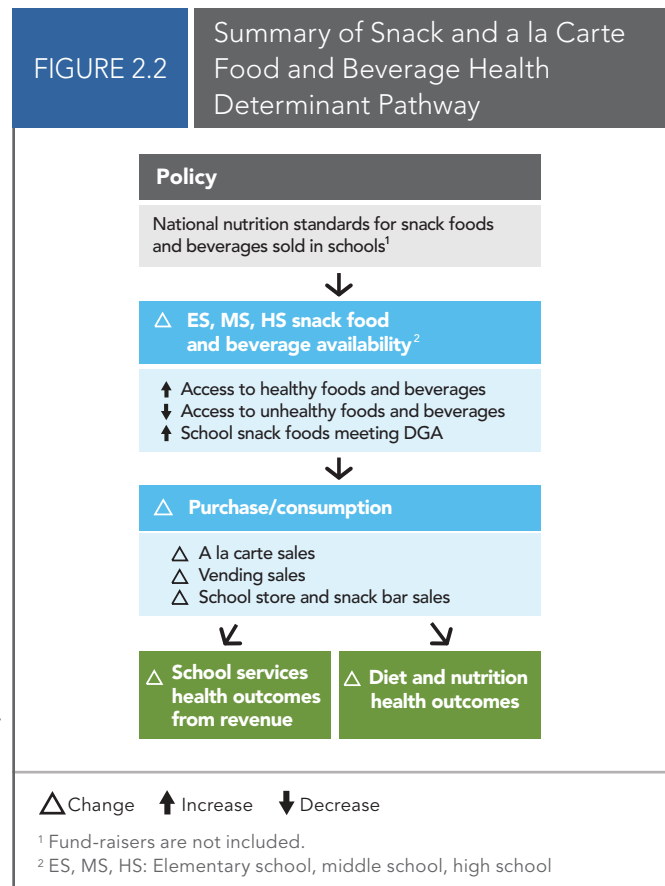 FIGURE 2.2
Summary of Snack and a la Carte
Food and Beverage Health
Determinant Pathway
Policy
National nutrition standards for snack foods
and beverages sold in schools¹
△ ES, MS, HS snack food
and beverage availability²
⬆ Access to healthy foods and beverages
⬇ Access to unhealthy foods and beverages
⬆ School snack foods meeting DGA
△ Purchase/consumption
△ A la carte sales
△ Vending sales
△ School store and snack bar sales
△ School services
health outcomes
from revenue
△ Diet and nutrition
health outcomes
△ Change ⬆ Increase ⬇ Decrease
¹ Fund-raisers are not included.
² ES, MS, HS: Elementary school, middle school, high school